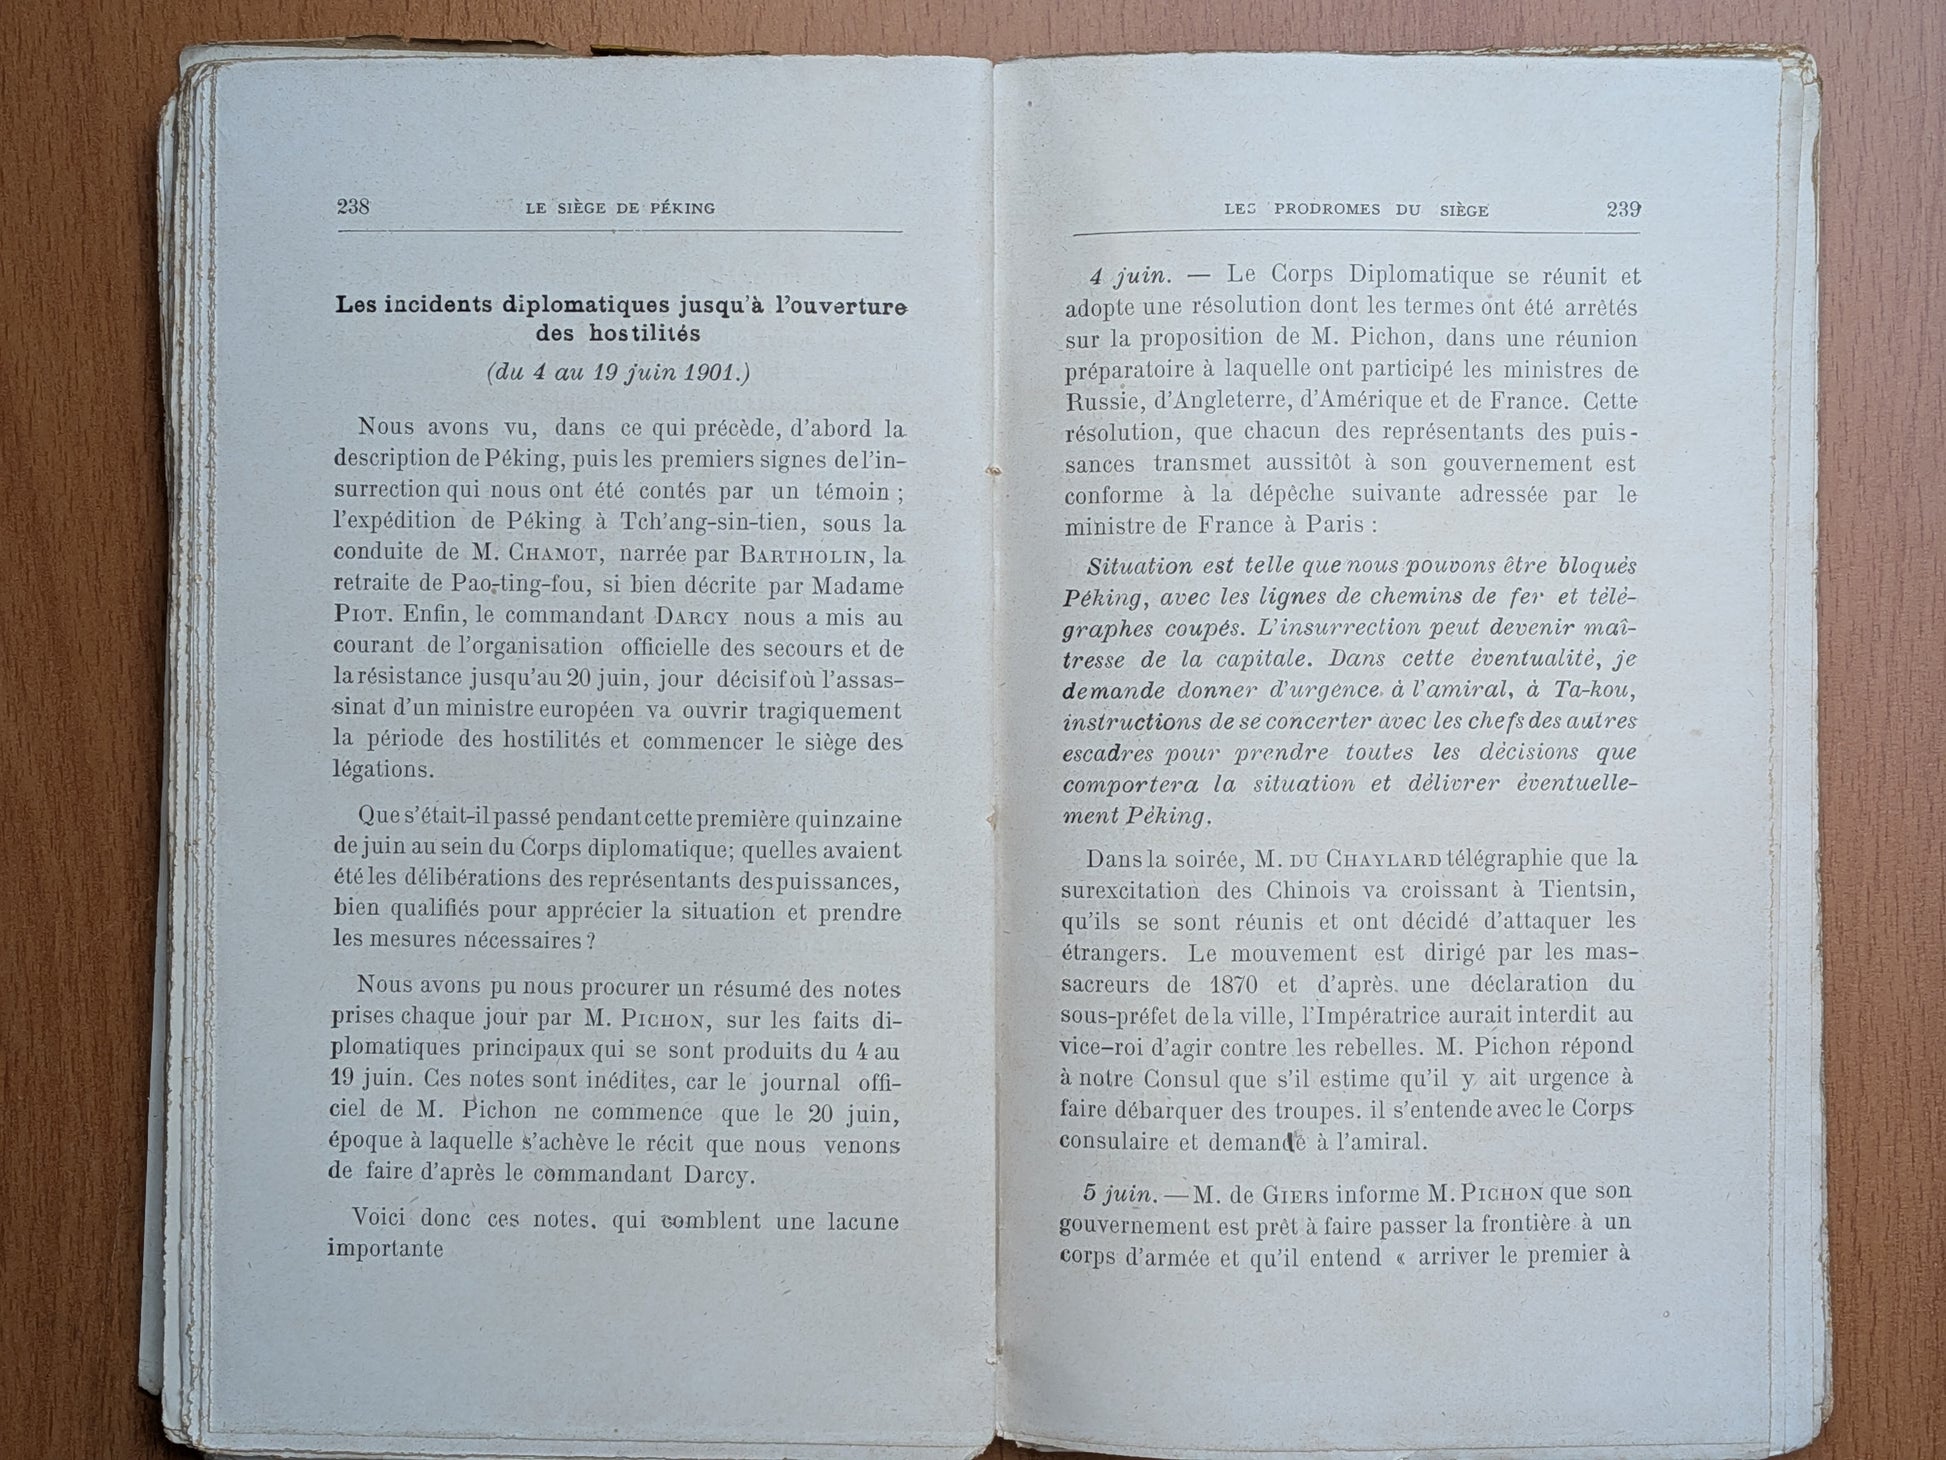 238 LE SIÈGE DE PÉKING
Les incidents diplomatiques jusqu'à l'ouverture
des hostilités
(du 4 au 19 juin 1901.)
Nous avons vu, dans ce qui précède, d'abord la
description de Péking, puis les premiers signes de l'in-
surrection qui nous ont été contés par un témoin ;
l'expédition de Péking à Tch'ang-sin-tien, sous la
conduite de M. CHAMOT, narrée par BARTHOLIN, la
retraite de Pao-ting-fou, si bien décrite par Madame
PIOT. Enfin, le commandant DARCY nous a mis au
courant de l'organisation officielle des secours et de
la résistance jusqu'au 20 juin, jour décisif où l'assas-
sinat d'un ministre européen va ouvrir tragiquement
la période des hostilités et commencer le siège des
légations.
Que s'était-il passé pendant cette première quinzaine
de juin au sein du Corps diplomatique; quelles avaient
été les délibérations des représentants des puissances,
bien qualifiés pour apprécier la situation et prendre
les mesures nécessaires ?
Nous avons pu nous procurer un résumé des notes
prises chaque jour par M. PICHON, sur les faits di-
plomatiques principaux qui se sont produits du 4 au
19 juin. Ces notes sont inédites, car le journal offi-
ciel de M. Pichon ne commence que le 20 juin,
époque à laquelle s'achève le récit que nous venons
de faire d'après le commandant Darcy.
Voici donc ces notes, qui comblent une lacune
importante
LES PRODROMES DU SIÈGE 239
4 juin. — Le Corps Diplomatique se réunit et
adopte une résolution dont les termes ont été arrêtés
sur la proposition de M. Pichon, dans une réunion
préparatoire à laquelle ont participé les ministres de
Russie, d'Angleterre, d'Amérique et de France. Cette
résolution, que chacun des représentants des puis-
sances transmet aussitôt à son gouvernement est
conforme à la dépêche suivante adressée par le
ministre de France à Paris :
Situation est telle que nous pouvons être bloqués
Péking, avec les lignes de chemins de fer et télé-
graphes coupés. L'insurrection peut devenir maî-
tresse de la capitale. Dans cette éventualité, je
demande donner d'urgence à l'amiral, à Ta-kou,
instructions de se concerter avec les chefs des autres
escadres pour prendre toutes les décisions que
comportera la situation et délivrer éventuelle-
ment Péking.
Dans la soirée, M. DU CHAYLARD télégraphie que la
surexcitation des Chinois va croissant à Tientsin,
qu'ils se sont réunis et ont décidé d'attaquer les
étrangers. Le mouvement est dirigé par les mas-
sacreurs de 1870 et d'après une déclaration du
sous-préfet de la ville, l'Impératrice aurait interdit au
vice-roi d'agir contre les rebelles. M. Pichon répond
à notre Consul que s'il estime qu'il y ait urgence à
faire débarquer des troupes. il s'entende avec le Corps
consulaire et demande à l'amiral.
5 juin. — M. de GIERS informe M. PICHON que son
gouvernement est prêt à faire passer la frontière à un
corps d'armée et qu'il entend « arriver le premier à